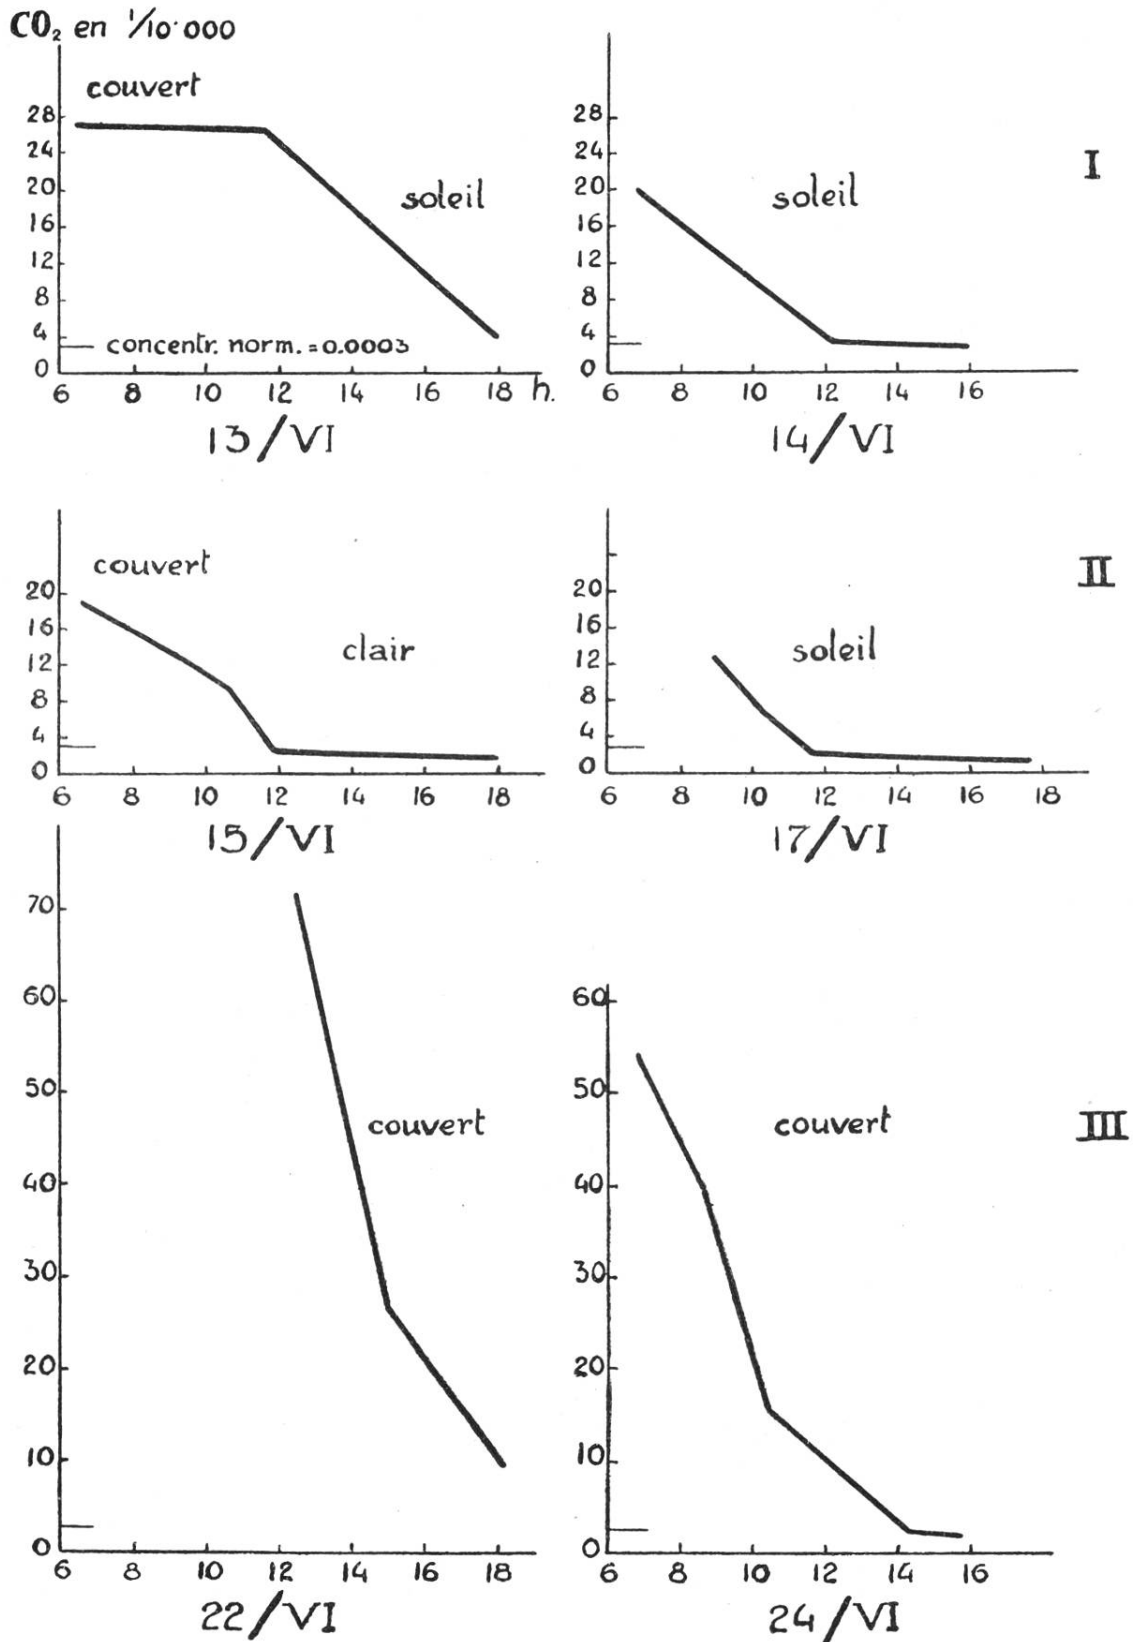 CO₂ en 1/10.000
couvert
28
24
20
16
12
8
4
0
soleil
concentr. norm. = 0.0003
6 8 10 12 14 16 18 h.
13/VI
28
24
20
16
12
8
4
0
soleil
6 8 10 12 14 16
14/VI
I
couvert
20
16
12
8
4
0
clair
6 8 10 12 14 16 18
15/VI
20
16
12
8
4
0
soleil
6 8 10 12 14 16 18
17/VI
II
70
60
50
40
30
20
10
0
couvert
6 8 10 12 14 16 18
22/VI
60
50
40
30
20
10
0
couvert
6 8 10 12 14 16
24/VI
III